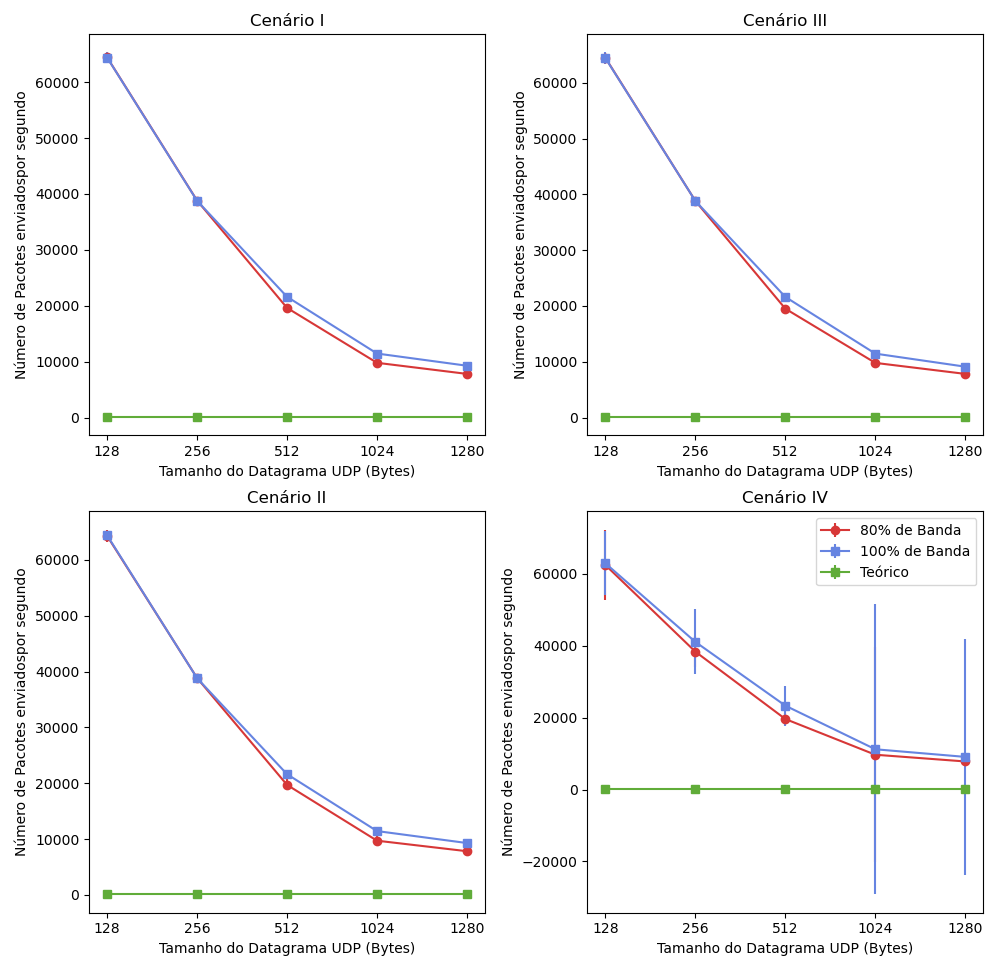 Cenário I
Número de Pacotes enviadospor segundo
60000
50000
40000
30000
20000
10000
0
128 256 512 1024 1280
Tamanho do Datagrama UDP (Bytes)
Cenário III
Número de Pacotes enviadospor segundo
60000
50000
40000
30000
20000
10000
0
128 256 512 1024 1280
Tamanho do Datagrama UDP (Bytes)
Cenário II
Número de Pacotes enviadospor segundo
60000
50000
40000
30000
20000
10000
0
128 256 512 1024 1280
Tamanho do Datagrama UDP (Bytes)
Cenário IV
Número de Pacotes enviadospor segundo
60000
40000
20000
0
−20000
80% de Banda
100% de Banda
Teórico
128 256 512 1024 1280
Tamanho do Datagrama UDP (Bytes)